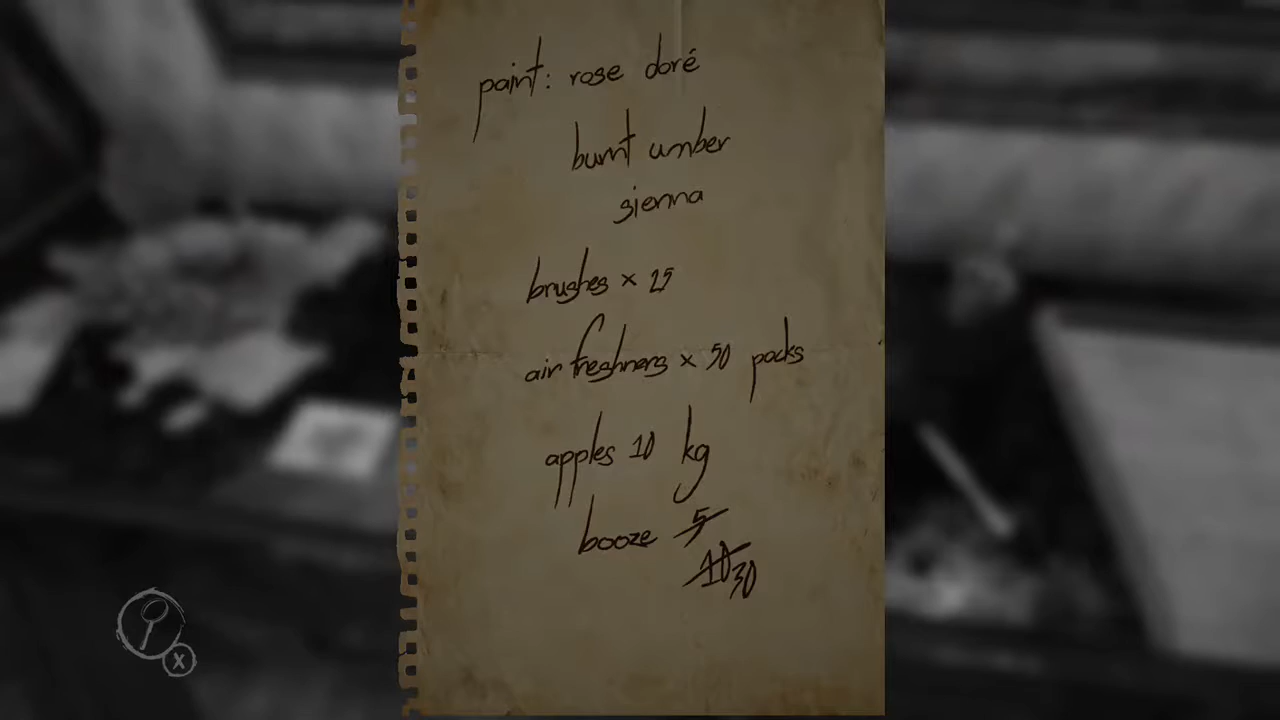 paint: rose doré
burnt umber
sienna
brushes × 25
air freshners × 50 packs
apples 10 kg
booze 5
10 30
X